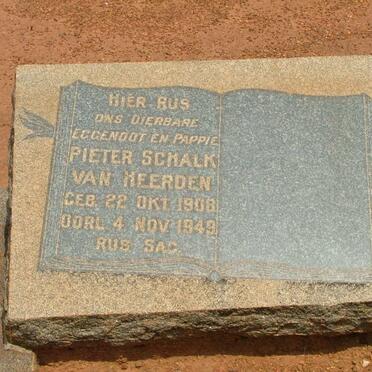 HIER RUS
ONS DIERBARE
EGGENOOT EN PAPPIE
PIETER SCHALK
VAN HEERDEN
GEB. 22 OKT. 1908
OORL. 4 NOV. 1949
RUS SAG.